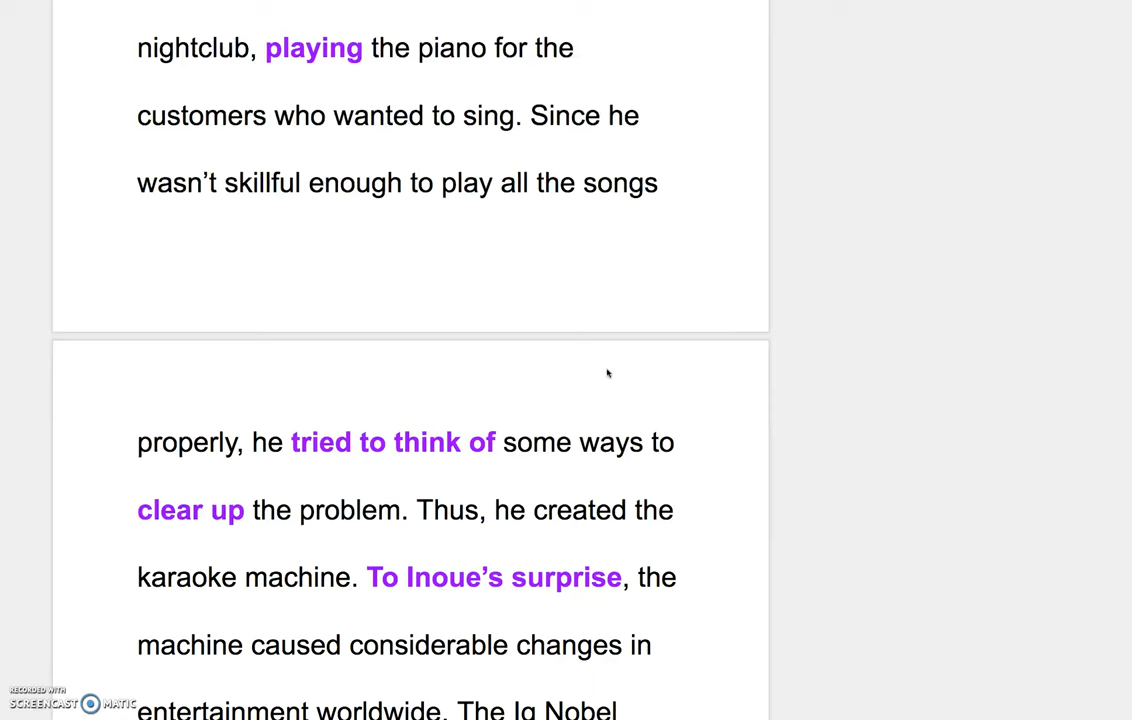 nightclub, playing the piano for the
customers who wanted to sing. Since he
wasn’t skillful enough to play all the songs
properly, he tried to think of some ways to
clear up the problem. Thus, he created the
karaoke machine. To Inoue’s surprise, the
machine caused considerable changes in
RECORDED WITH
SCREENCAST MATIC
entertainment worldwide. The Ig Nobel